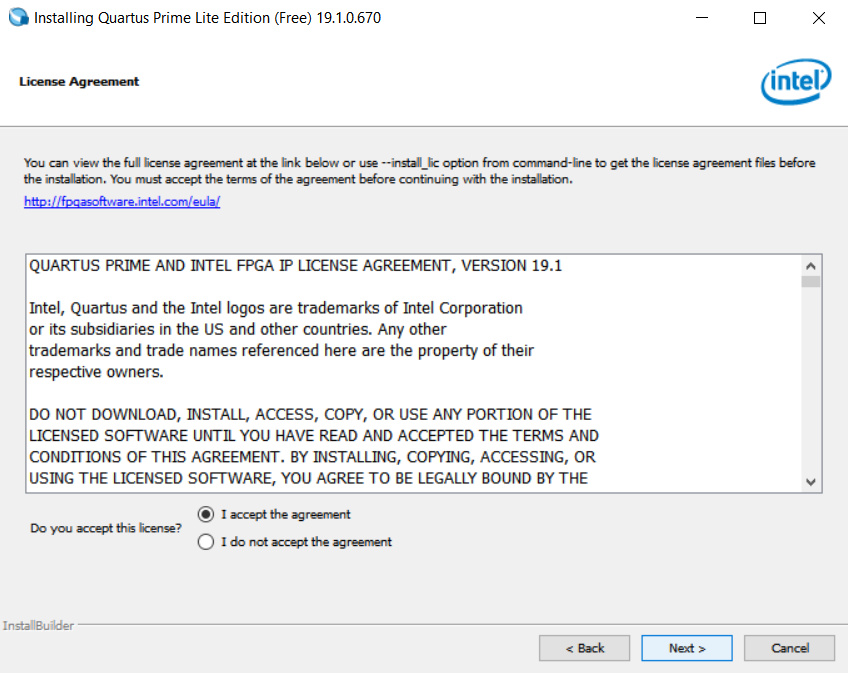 Installing Quartus Prime Lite Edition (Free) 19.1.0.670
License Agreement
intel
You can view the full license agreement at the link below or use --install_lic option from command-line to get the license agreement files before
the installation. You must accept the terms of the agreement before continuing with the installation.
http://fpgasoftware.intel.com/eula/
QUARTUS PRIME AND INTEL FPGA IP LICENSE AGREEMENT, VERSION 19.1
Intel, Quartus and the Intel logos are trademarks of Intel Corporation
or its subsidiaries in the US and other countries. Any other
trademarks and trade names referenced here are the property of their
respective owners.
DO NOT DOWNLOAD, INSTALL, ACCESS, COPY, OR USE ANY PORTION OF THE
LICENSED SOFTWARE UNTIL YOU HAVE READ AND ACCEPTED THE TERMS AND
CONDITIONS OF THIS AGREEMENT. BY INSTALLING, COPYING, ACCESSING, OR
USING THE LICENSED SOFTWARE, YOU AGREE TO BE LEGALLY BOUND BY THE
Do you accept this license?
I accept the agreement
I do not accept the agreement
InstallBuilder
< Back
Next >
Cancel